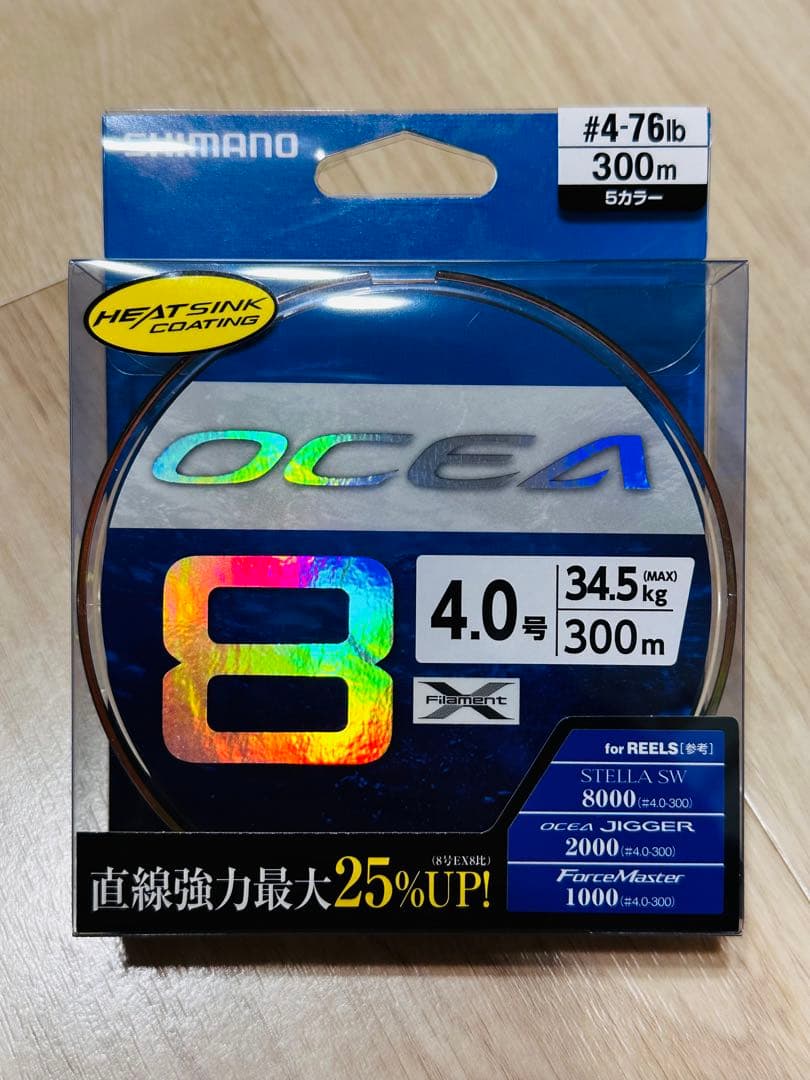 SHIMANO
#4-76lb
300m
5カラー
HEATSINK
COATING
OCEA
8
4.0号
34.5kg (MAX)
300m
X Filament
for REELS[参考]
STELLA SW
8000(#4.0-300)
OCEA JIGGER
2000(#4.0-300)
ForceMaster
1000(#4.0-300)
(8号EX8比)
直線強力最大25%UP!